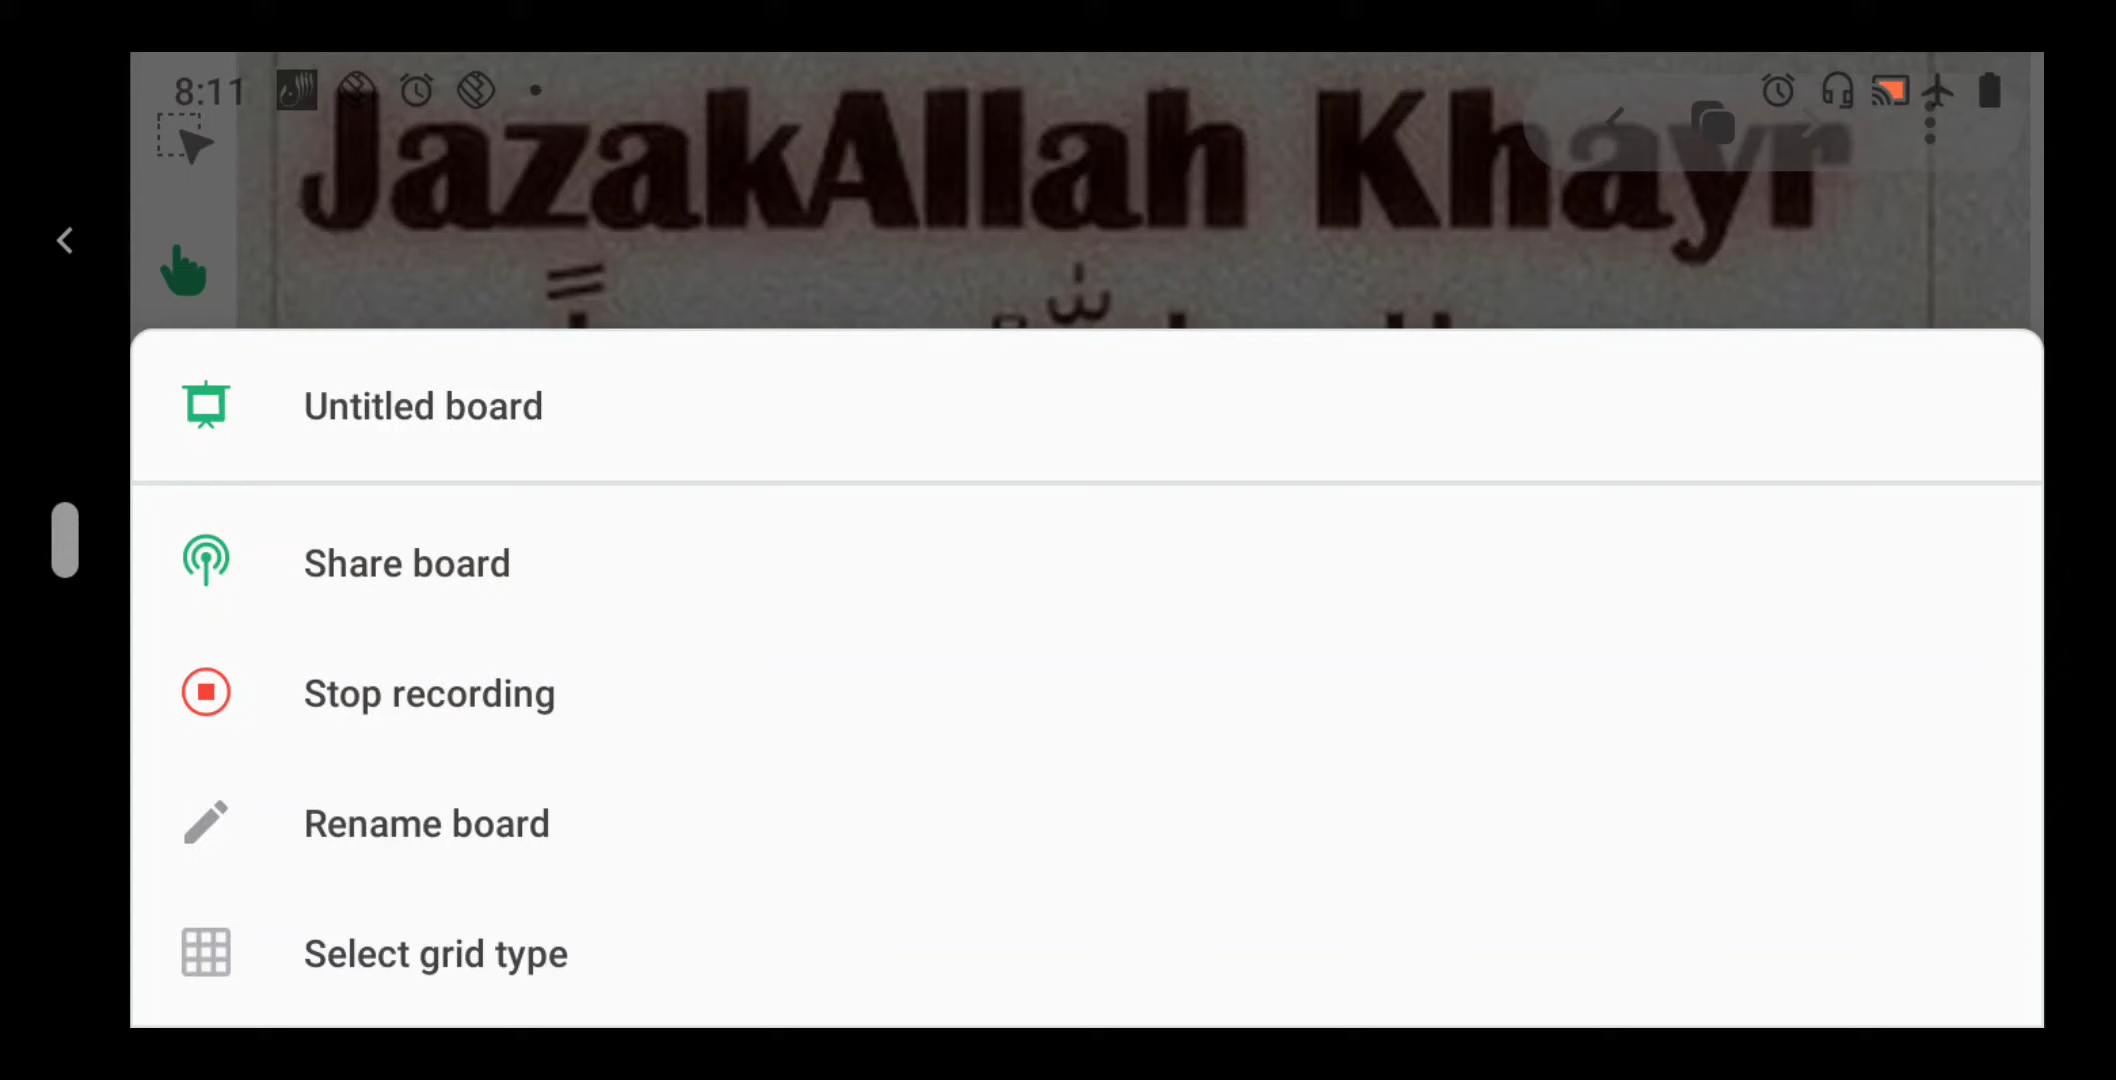 8:11
JazakAllah Khayr
Untitled board
Share board
Stop recording
Rename board
Select grid type